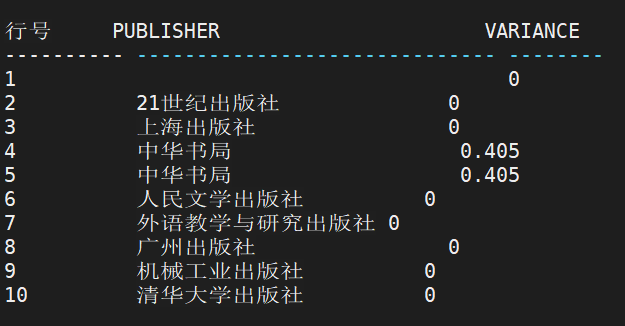 行号 PUBLISHER VARIANCE
---------- ------------------------------ --------
1 0
2 21世纪出版社 0
3 上海出版社 0
4 中华书局 0.405
5 中华书局 0.405
6 人民文学出版社 0
7 外语教学与研究出版社 0
8 广州出版社 0
9 机械工业出版社 0
10 清华大学出版社 0